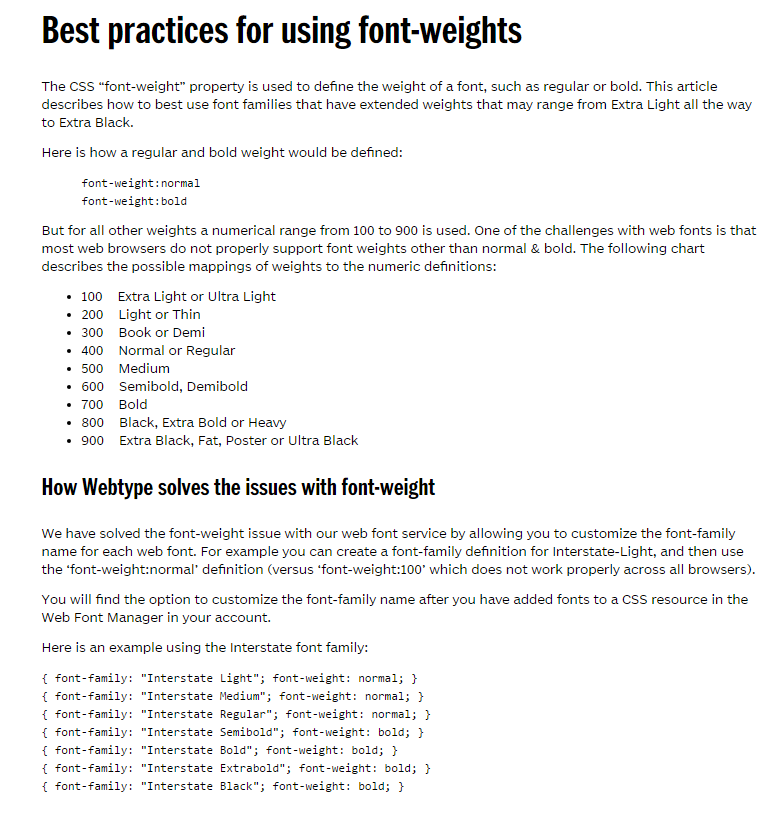 Best practices for using font-weights
The CSS “font-weight” property is used to define the weight of a font, such as regular or bold. This article
describes how to best use font families that have extended weights that may range from Extra Light all the way
to Extra Black.
Here is how a regular and bold weight would be defined:
font-weight:normal
font-weight:bold
But for all other weights a numerical range from 100 to 900 is used. One of the challenges with web fonts is that
most web browsers do not properly support font weights other than normal & bold. The following chart
describes the possible mappings of weights to the numeric definitions:
• 100 Extra Light or Ultra Light
• 200 Light or Thin
• 300 Book or Demi
• 400 Normal or Regular
• 500 Medium
• 600 Semibold, Demibold
• 700 Bold
• 800 Black, Extra Bold or Heavy
• 900 Extra Black, Fat, Poster or Ultra Black
How Webtype solves the issues with font-weight
We have solved the font-weight issue with our web font service by allowing you to customize the font-family
name for each web font. For example you can create a font-family definition for Interstate-Light, and then use
the ‘font-weight:normal’ definition (versus ‘font-weight:100’ which does not work properly across all browsers).
You will find the option to customize the font-family name after you have added fonts to a CSS resource in the
Web Font Manager in your account.
Here is an example using the Interstate font family:
{ font-family: "Interstate Light"; font-weight: normal; }
{ font-family: "Interstate Medium"; font-weight: normal; }
{ font-family: "Interstate Regular"; font-weight: normal; }
{ font-family: "Interstate Semibold"; font-weight: bold; }
{ font-family: "Interstate Bold"; font-weight: bold; }
{ font-family: "Interstate Extrabold"; font-weight: bold; }
{ font-family: "Interstate Black"; font-weight: bold; }